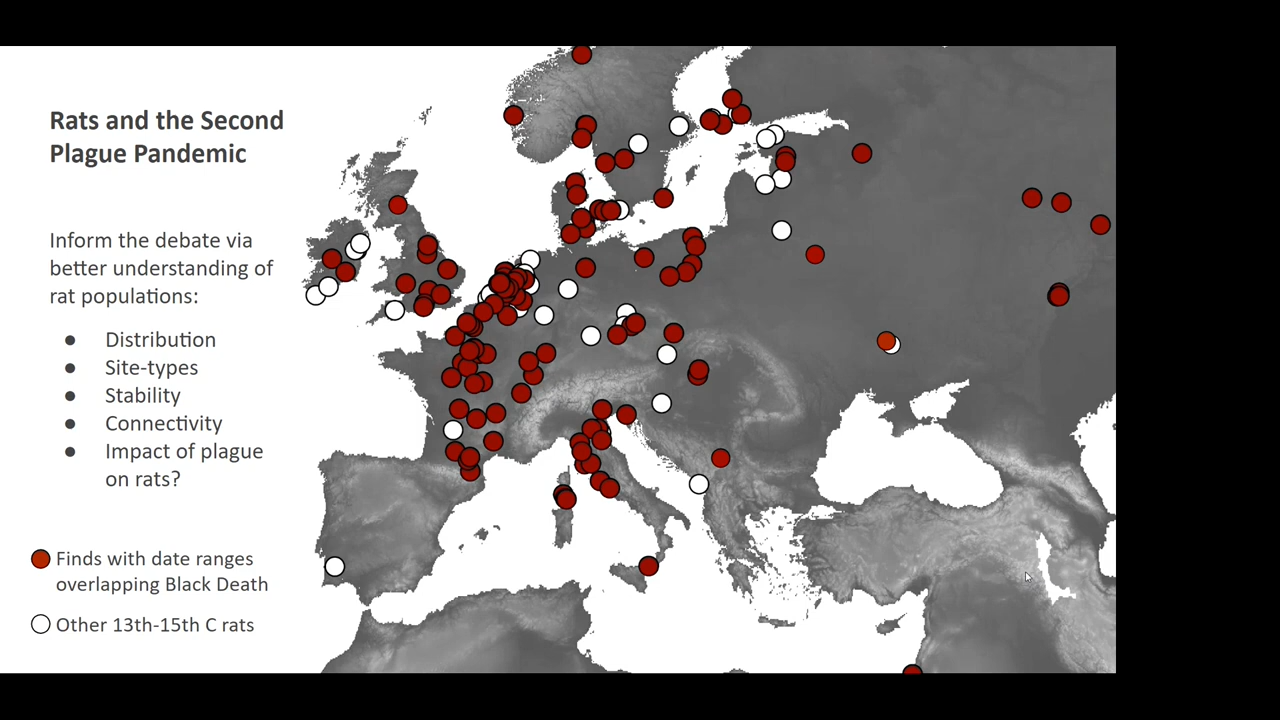 Rats and the Second
Plague Pandemic
Inform the debate via
better understanding of
rat populations:
● Distribution
● Site-types
● Stability
● Connectivity
● Impact of plague
on rats?
Finds with date ranges
overlapping Black Death
Other 13th-15th C rats